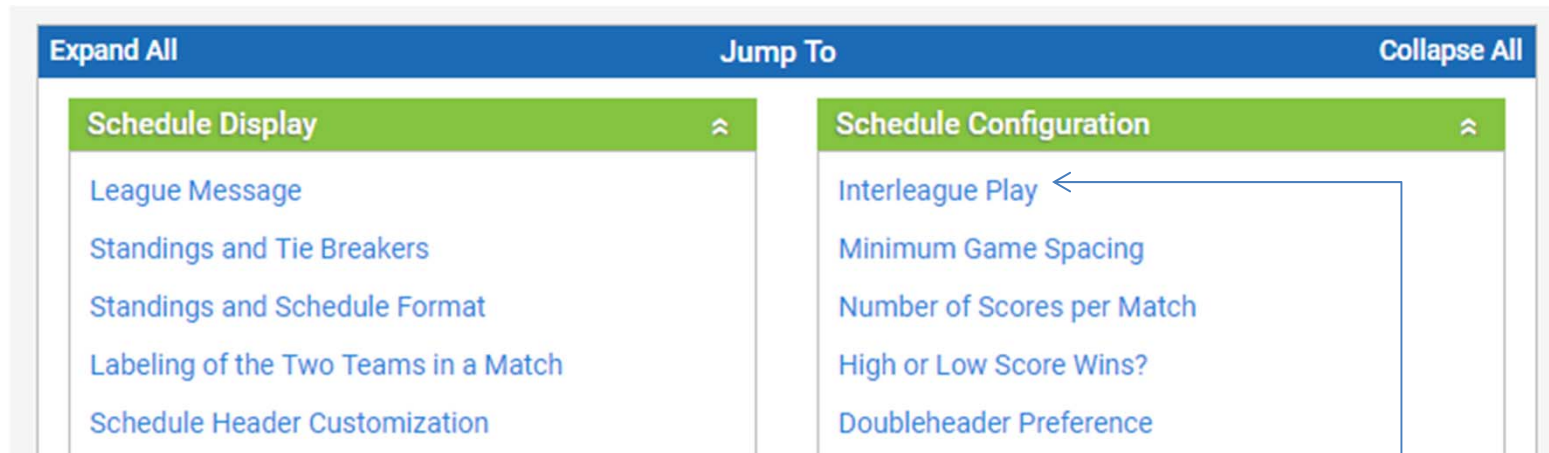 Expand All Jump To Collapse All
Schedule Display
League Message
Standings and Tie Breakers
Standings and Schedule Format
Labeling of the Two Teams in a Match
Schedule Header Customization
Schedule Configuration
Interleague Play
Minimum Game Spacing
Number of Scores per Match
High or Low Score Wins?
Doubleheader Preference